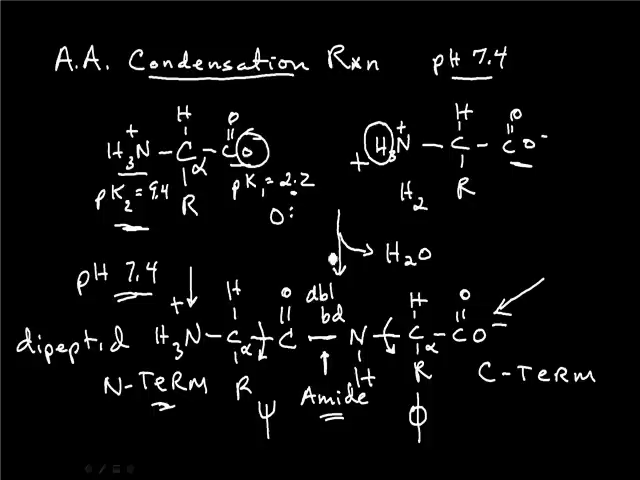 A.A. Condensation Rxn pH 7.4
H O H O
H3N+ — C — C O- + H3N+ — C — C O-
α
pK2=9.4 R pK1=2.2 H2 R
O:
H2O
pH 7.4
H O dbl H O
bd
dipeptid H3N+ — C — C — N — C — C O-
α H α
N-TERM R Amide R C-TERM
ψ ϕ